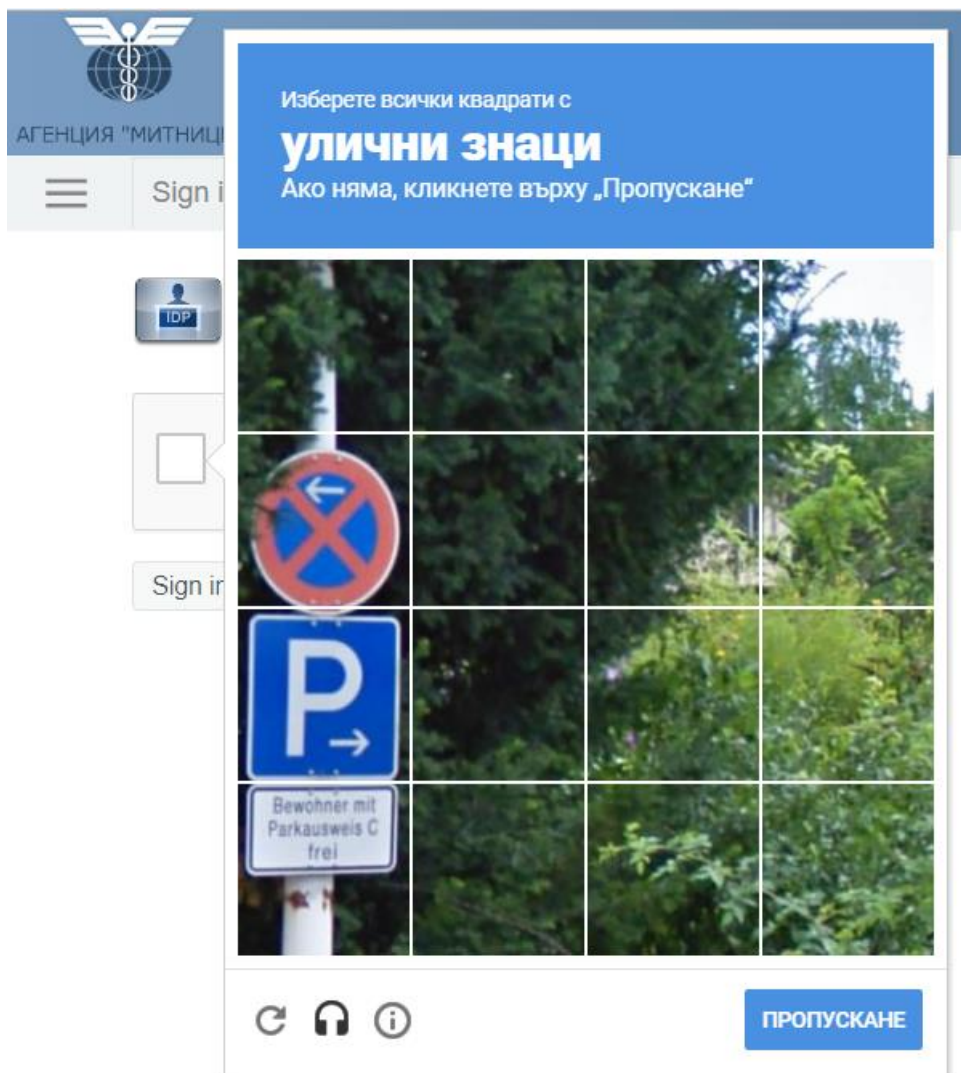 АГЕНЦИЯ "МИТНИЦ
Изберете всички квадрати с
улични знаци
Ако няма, кликнете върху „Пропускане“
Sign i
IDP
Sign in
P
Bewohner mit
Parkausweis C
frei
ПРОПУСКАНЕ